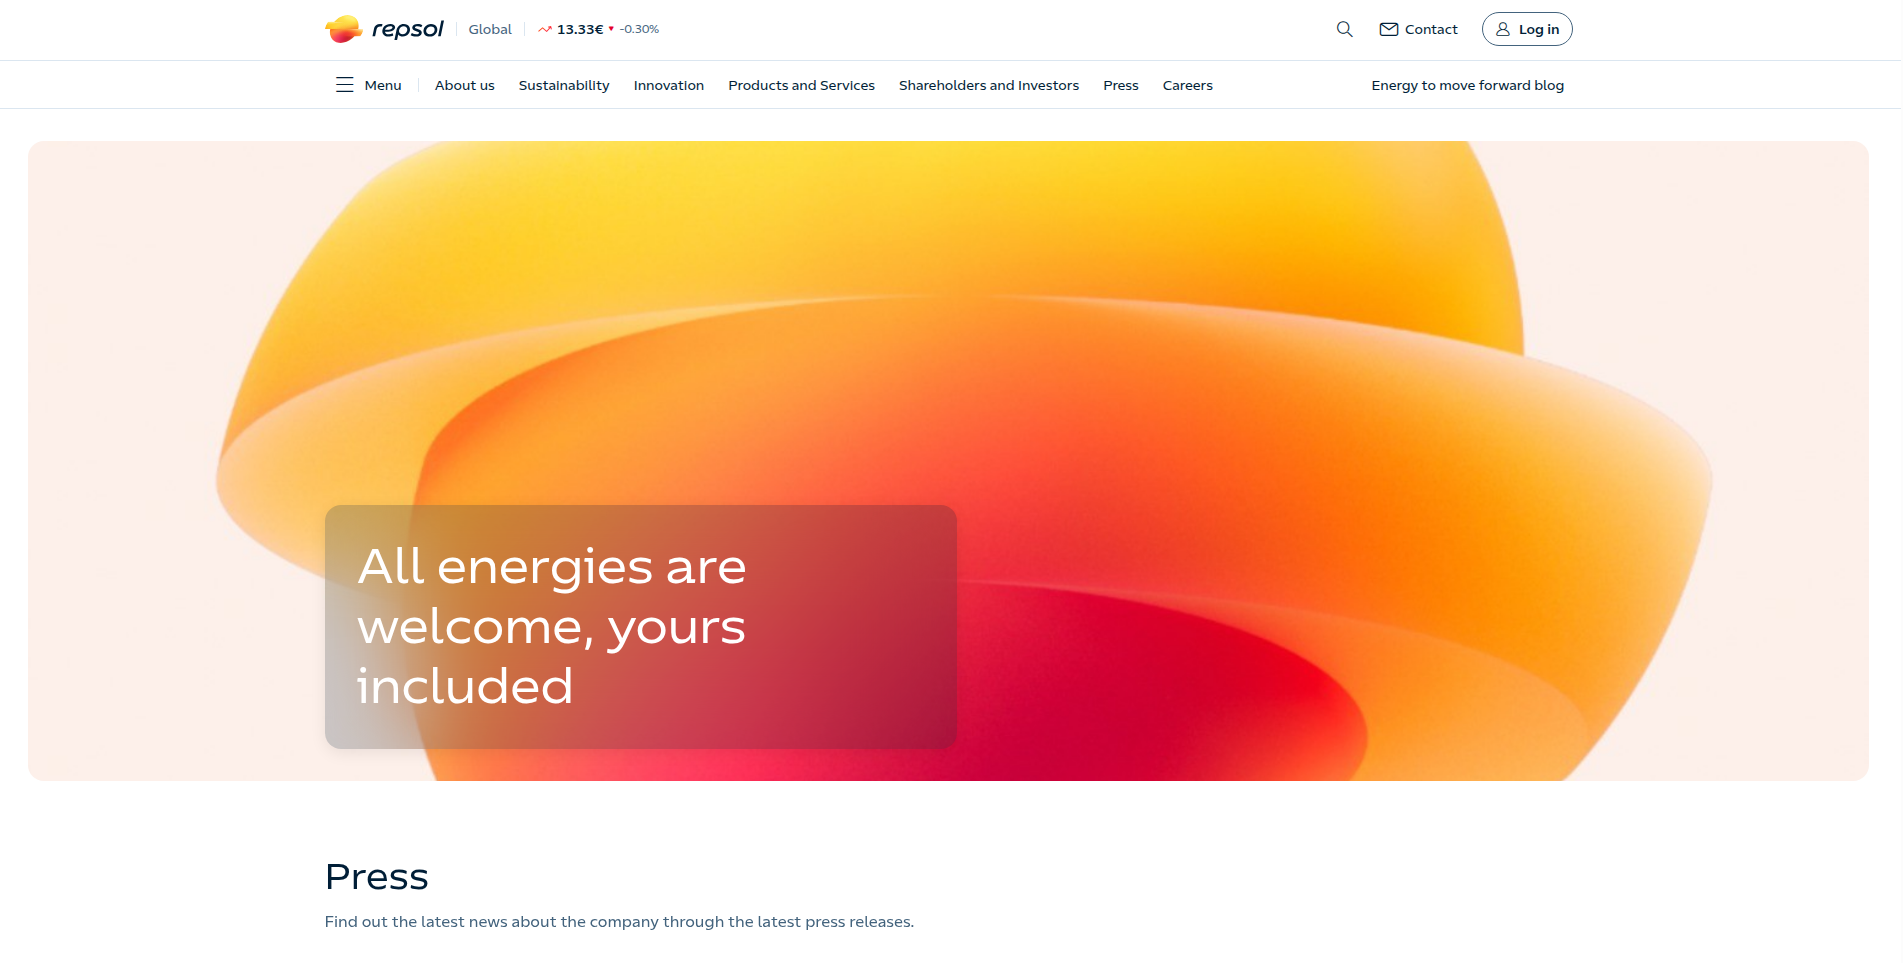 repsol Global 13.33€ -0.30% Contact Log in
Menu About us Sustainability Innovation Products and Services Shareholders and Investors Press Careers Energy to move forward blog
All energies are
welcome, yours
included
Press
Find out the latest news about the company through the latest press releases.